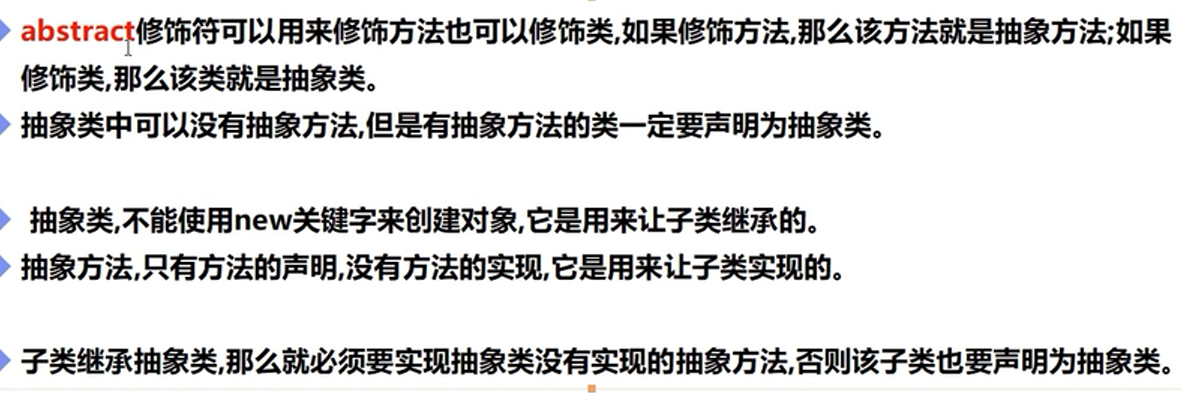 abstract修饰符可以用来修饰方法也可以修饰类,如果修饰方法,那么该方法就是抽象方法;如果
修饰类,那么该类就是抽象类。
抽象类中可以没有抽象方法,但是有抽象方法的类一定要声明为抽象类。
抽象类,不能使用new关键字来创建对象,它是用来让子类继承的。
抽象方法,只有方法的声明,没有方法的实现,它是用来让子类实现的。
子类继承抽象类,那么就必须要实现抽象类没有实现的抽象方法,否则该子类也要声明为抽象类。